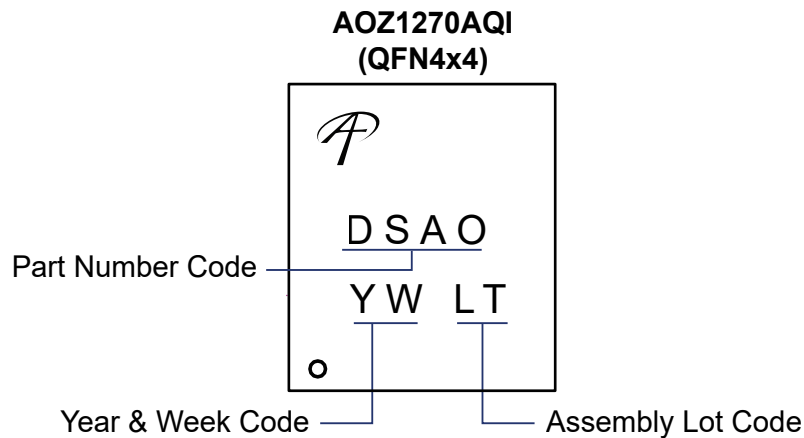 AOZ1270AQI
(QFN4x4)
DSAO
Part Number Code
YW LT
Year & Week Code
Assembly Lot Code